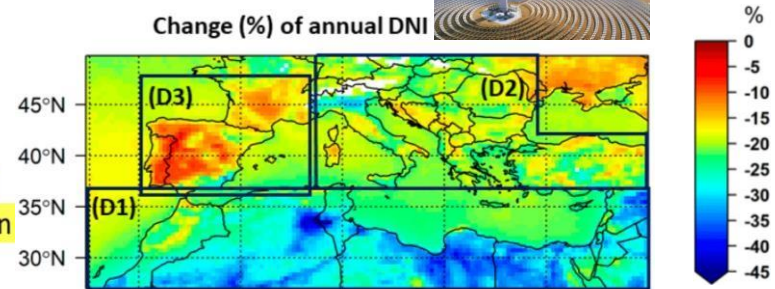 Change (%) of annual DNI
%
(D3)
(D2)
(D1)
n
45°N
40°N
35°N
30°N
0
-5
-10
-15
-20
-25
-30
-35
-40
-45